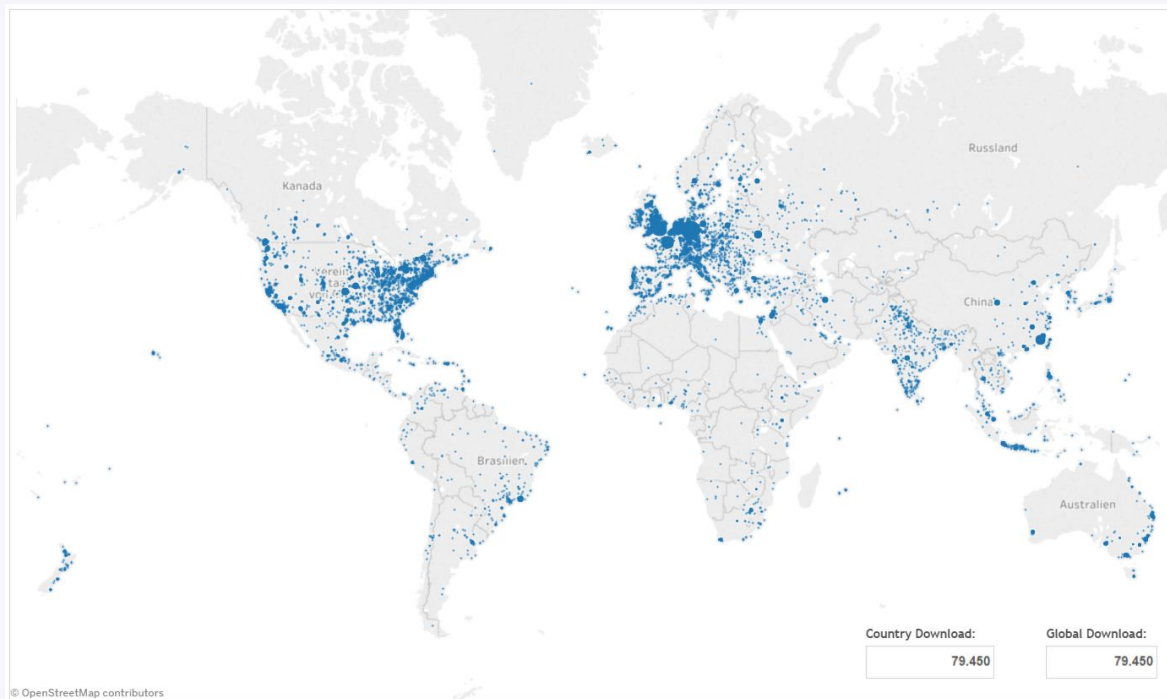 Russland
Kanada
China
Brasilien
Australien
Country Download:
Global Download:
79.450
79.450
© OpenStreetMap contributors